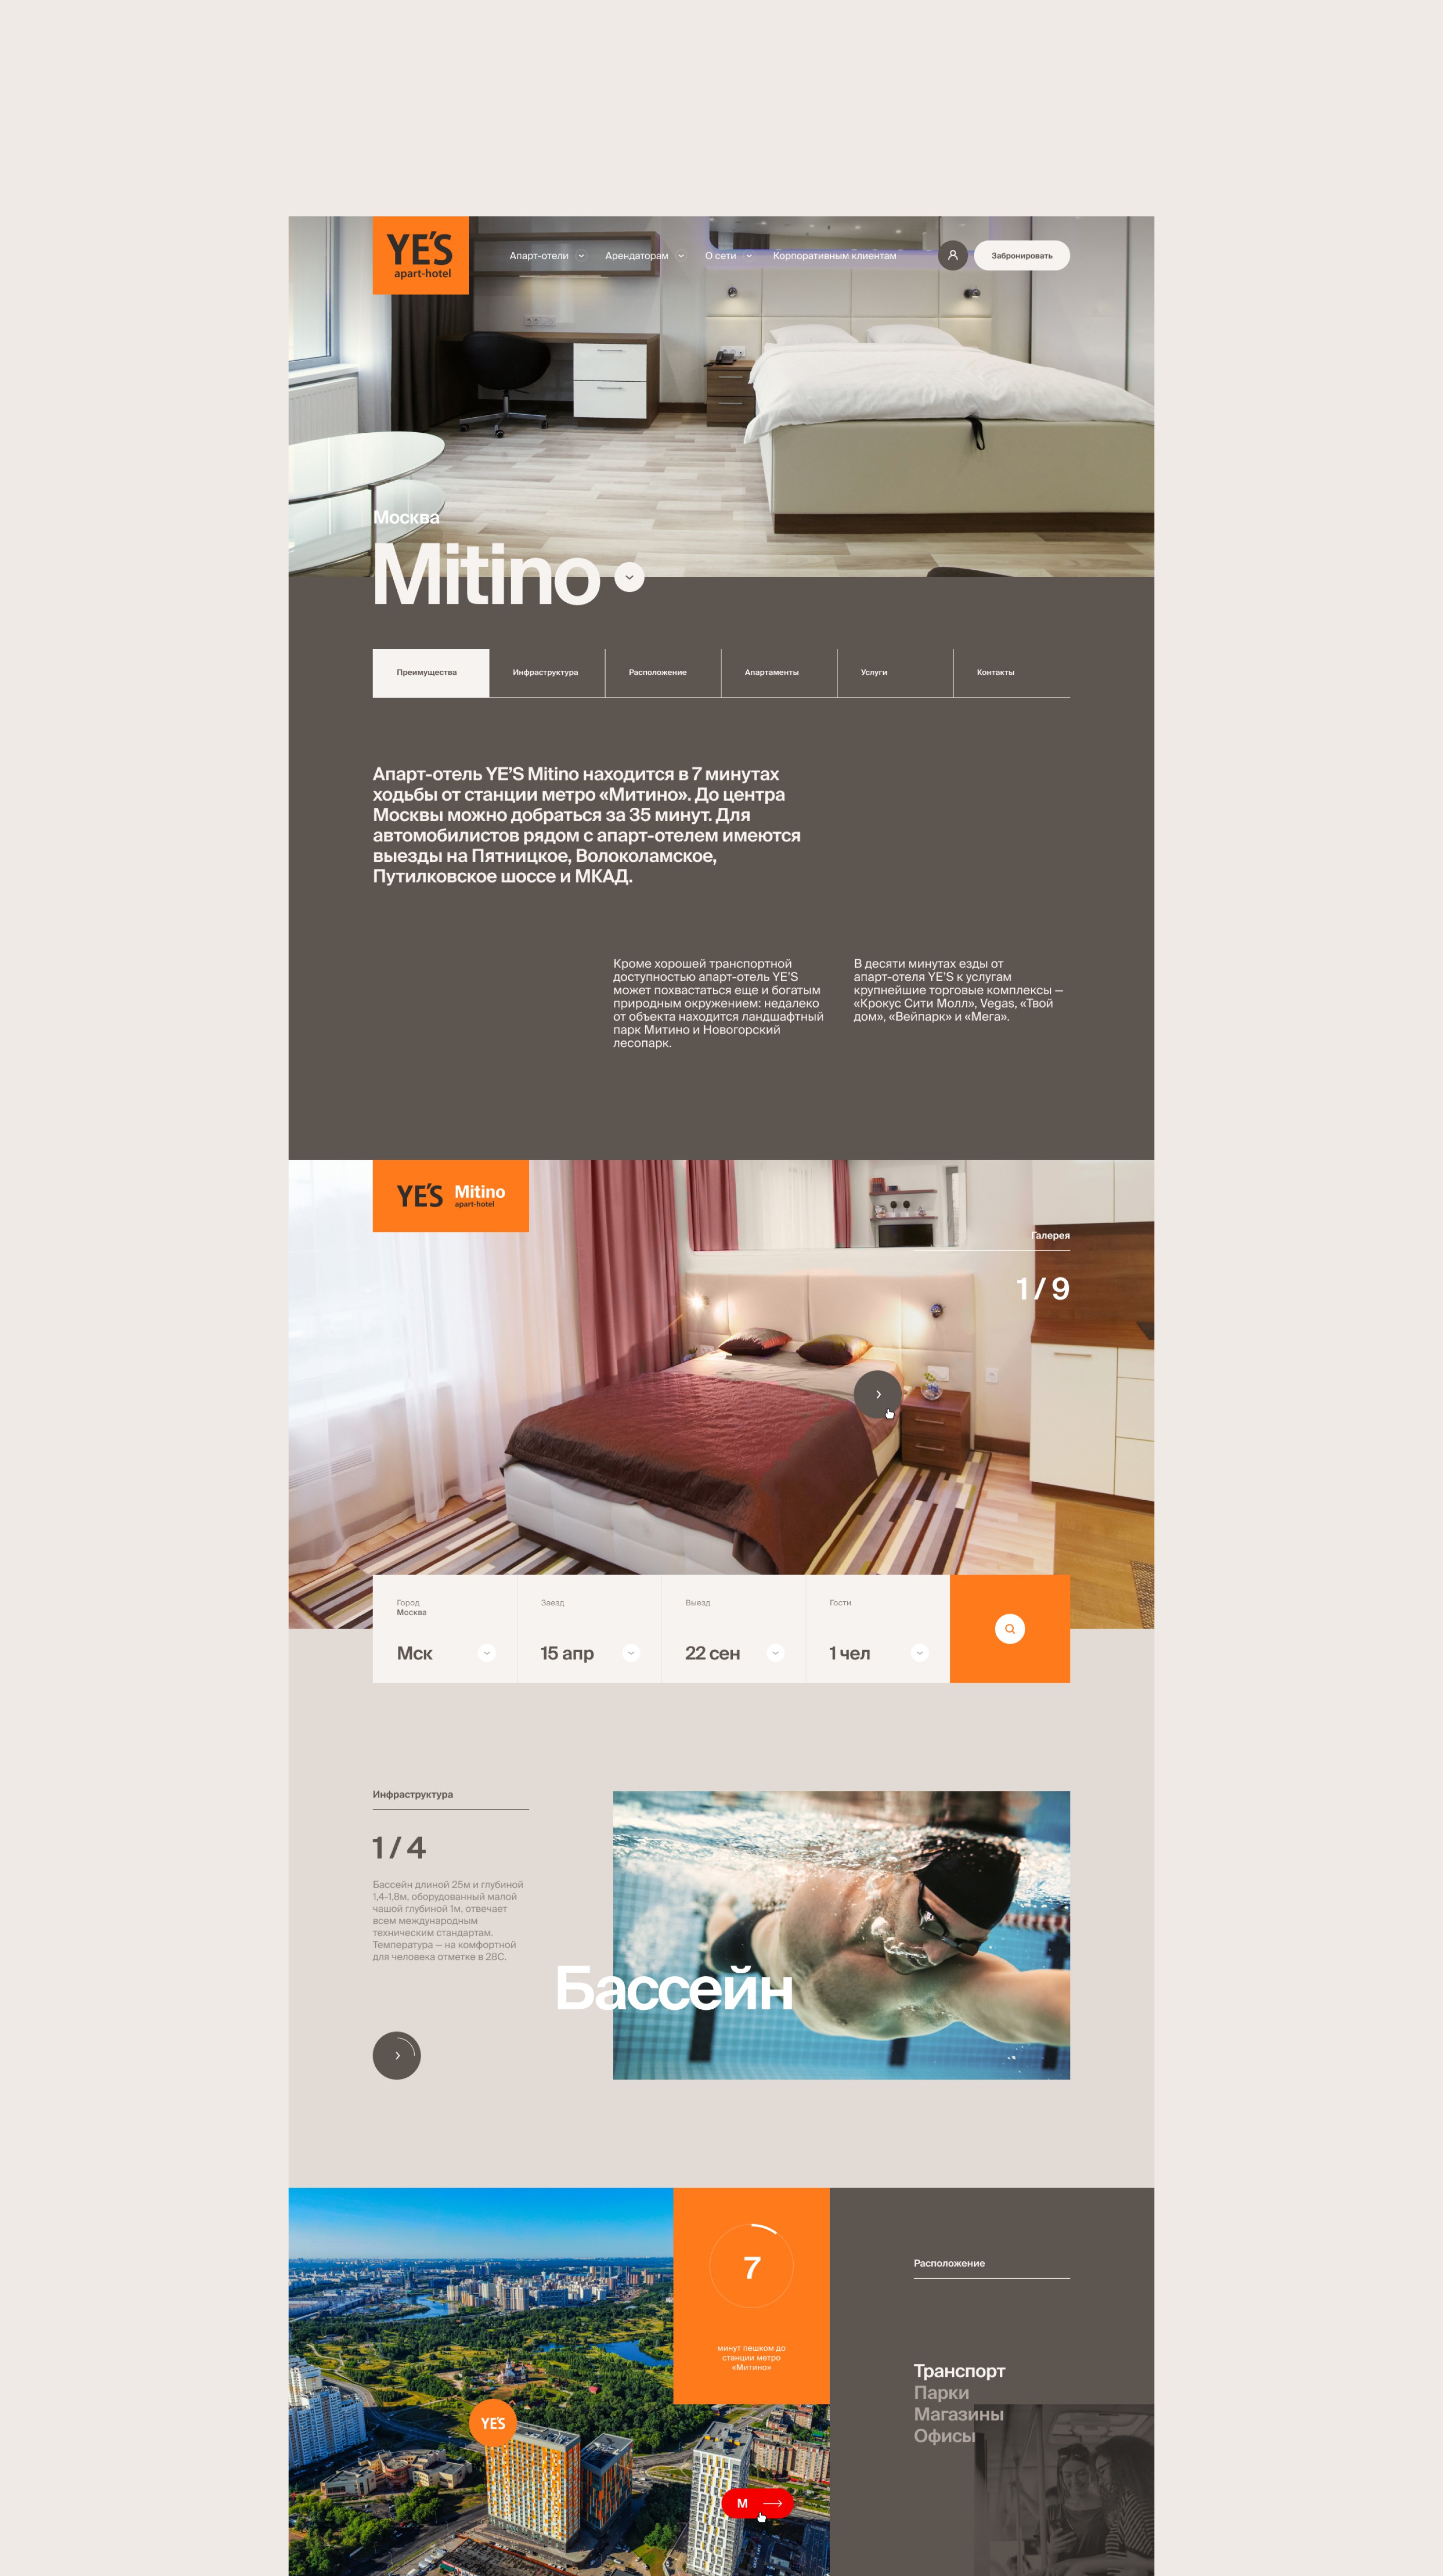 YE'S
apart-hotel
Апарт-отели
Арендаторам
О сети
Корпоративным клиентам
Забронировать
Москва
Mitino
Преимущества
Инфраструктура
Расположение
Апартаменты
Услуги
Контакты
Апарт-отель YE’S Mitino находится в 7 минутах
ходьбы от станции метро «Митино». До центра
Москвы можно добраться за 35 минут. Для
автомобилистов рядом с апарт-отелем имеются
выезды на Пятницкое, Волоколамское,
Путилковское шоссе и МКАД.
Кроме хорошей транспортной
доступностью апарт-отель YE’S
может похвастаться еще и богатым
природным окружением: недалеко
от объекта находится ландшафтный
парк Митино и Новогорский
лесопарк.
В десяти минутах езды от
апарт-отеля YE’S к услугам
крупнейшие торговые комплексы —
«Крокус Сити Молл», Vegas, «Твой
дом», «Вейпарк» и «Мега».
YE'S
Mitino
apart-hotel
Галерея
1 / 9
Город
Москва
Мск
Заезд
15 апр
Выезд
22 сен
Гости
1 чел
Инфраструктура
1 / 4
Бассейн длиной 25м и глубиной
1,4-1,8м, оборудованный малой
чашой глубиной 1м, отвечает
всем международным
техническим стандартам.
Температура — на комфортной
для человека отметке в 28С.
Бассейн
7
минут пешком до
станции метро
«Митино»
Расположение
Транспорт
Парки
Магазины
Офисы
YE'S
М